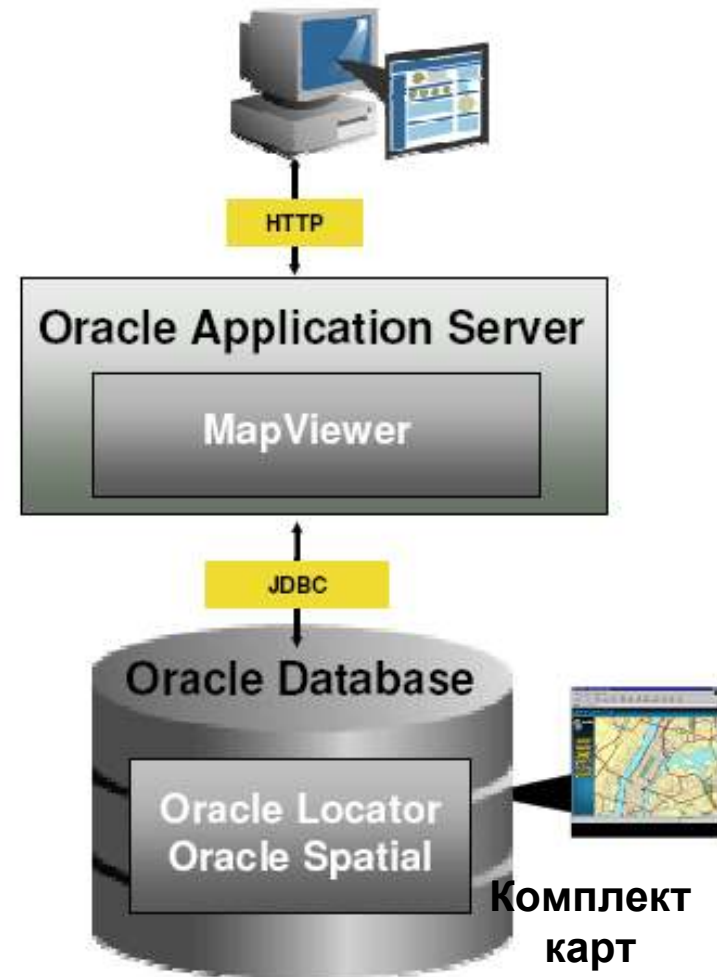 HTTP
Oracle Application Server
MapViewer
JDBC
Oracle Database
Oracle Locator
Oracle Spatial
Комплект
карт